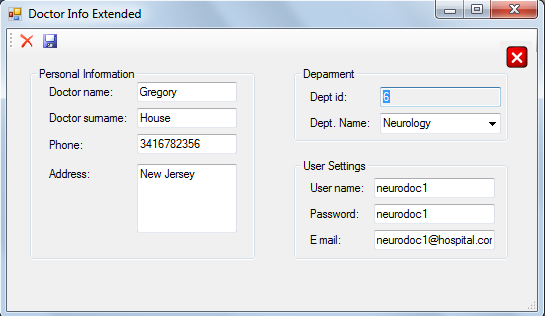 Doctor Info Extended
Personal Information
Doctor name: Gregory
Doctor surname: House
Phone: 3416782356
Address: New Jersey
Deparment
Dept id: 6
Dept. Name: Neurology
User Settings
User name: neurodoc1
Password: neurodoc1
E mail: neurodoc1@hospital.cor